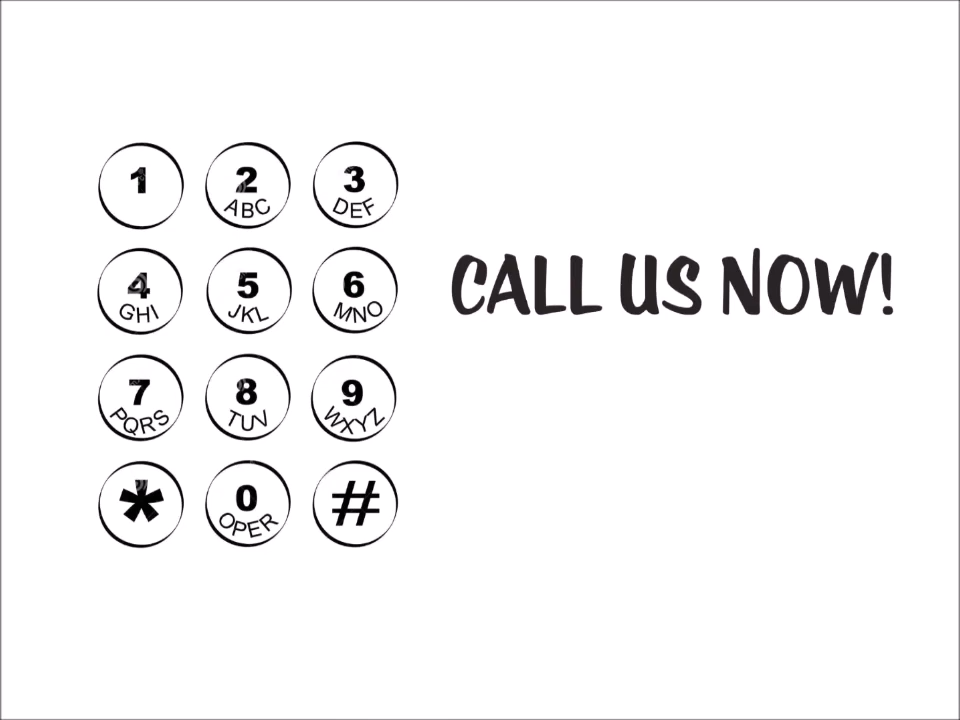 1 2 3
ABC DEF
4 5 6
GHI JKL MNO
7 8 9
PQRS TUV WXYZ
* 0 #
OPER
CALL US NOW!